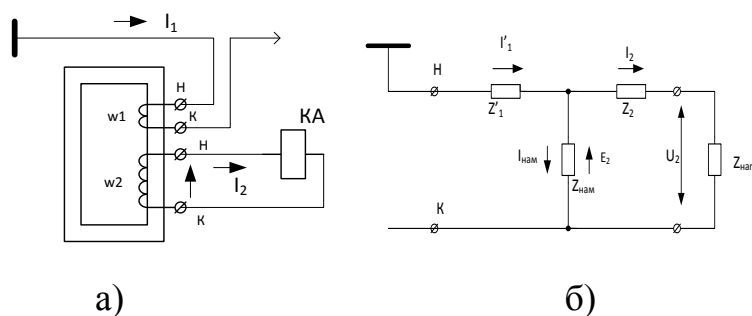 I1
Н
w1
К
КА
Н
w2
I2
К
а)
I'1
I2
Н
Z'1
Z2
Iнам
E2
U2
Zнам
Zнаг
К
б)